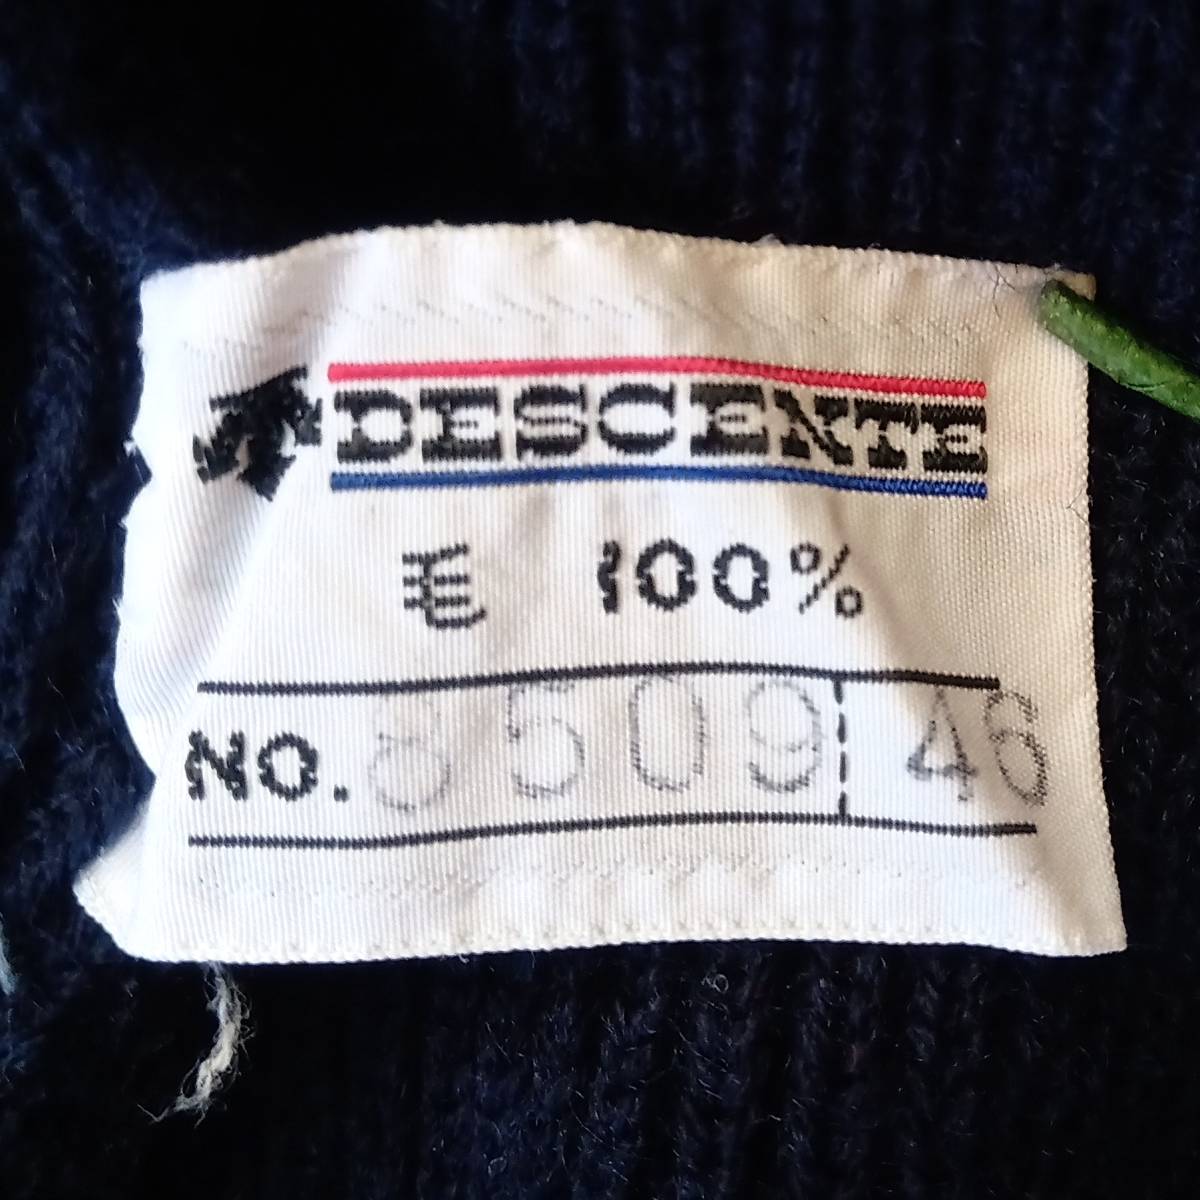 DESCENTE
毛 100%
NO. 8509 46